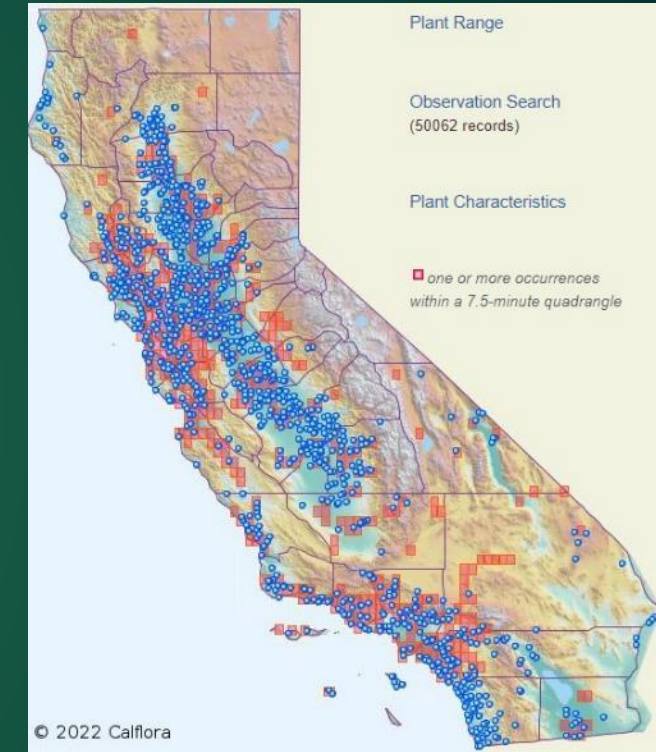 Plant Range
Observation Search
(50062 records)
Plant Characteristics
one or more occurrences
within a 7.5-minute quadrangle
© 2022 Calflora